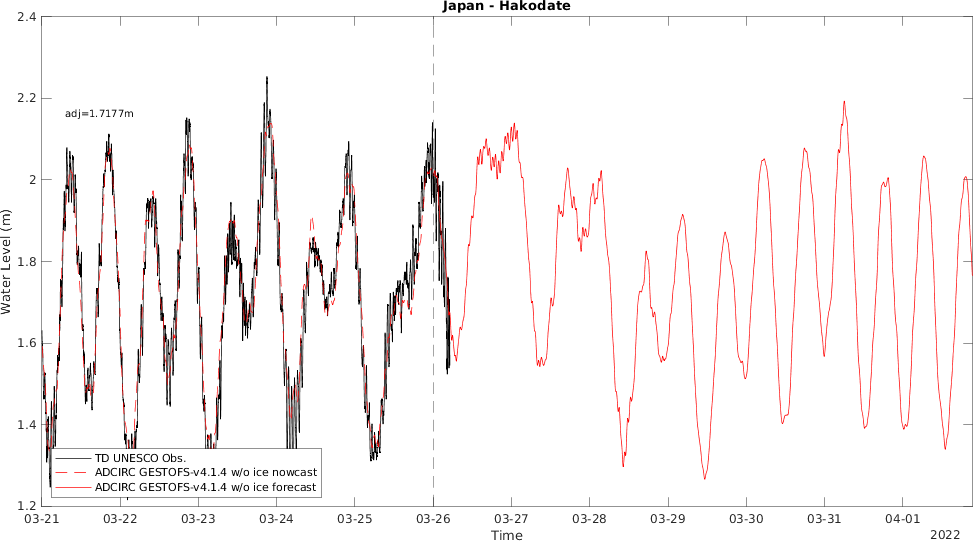 Japan - Hakodate
2.4
2.2
2
1.8
1.6
1.4
1.2
Water Level (m)
adj=1.7177m
TD UNESCO Obs.
ADCIRC GESTOFS-v4.1.4 w/o ice nowcast
ADCIRC GESTOFS-v4.1.4 w/o ice forecast
03-21 03-22 03-23 03-24 03-25 03-26 03-27 03-28 03-29 03-30 03-31 04-01
Time
2022